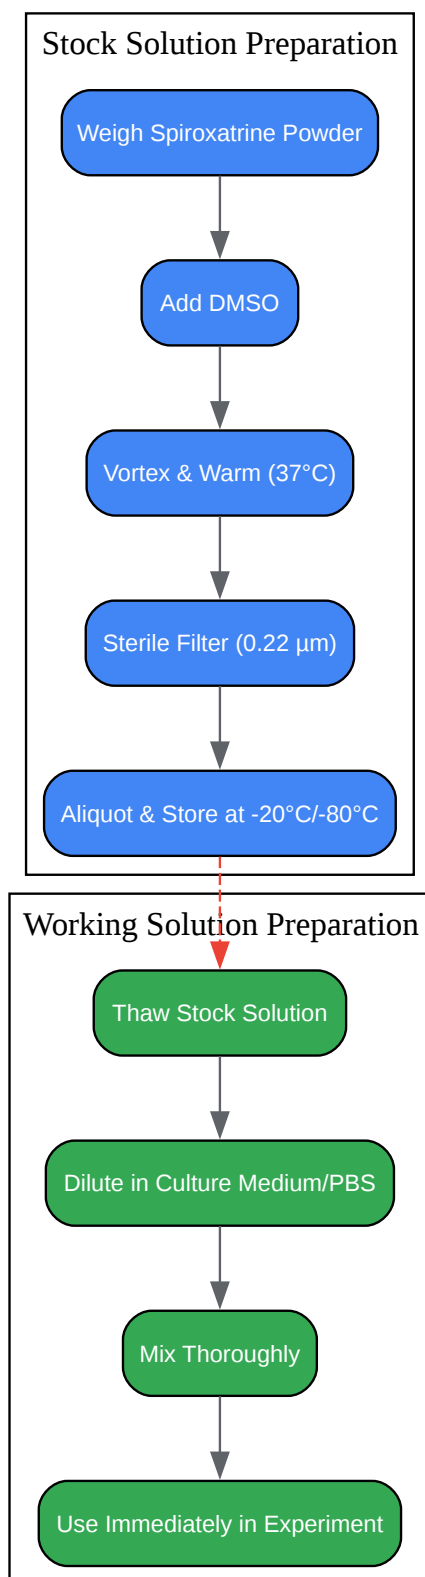 Stock Solution Preparation
Weigh Spiroxatrine Powder
Add DMSO
Vortex & Warm (37°C)
Sterile Filter (0.22 µm)
Aliquot & Store at -20°C/-80°C
Working Solution Preparation
Thaw Stock Solution
Dilute in Culture Medium/PBS
Mix Thoroughly
Use Immediately in Experiment